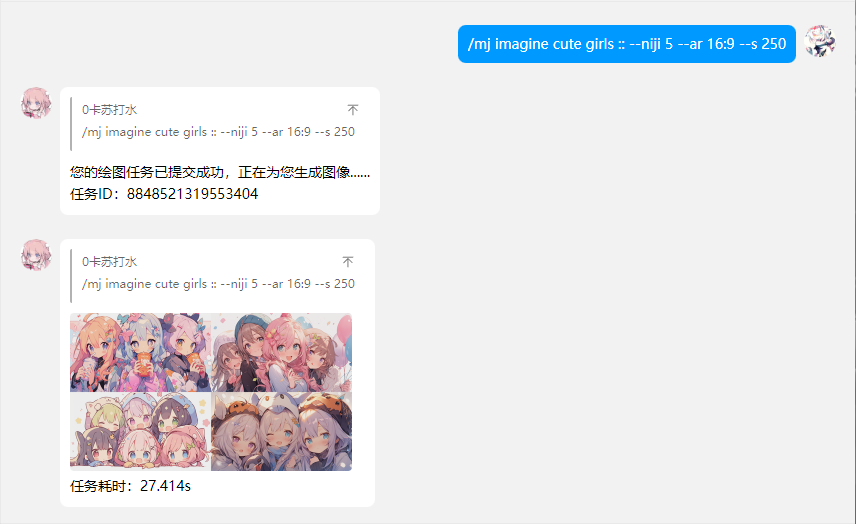 /mj imagine cute girls :: --niji 5 --ar 16:9 --s 250
0卡苏打水
/mj imagine cute girls :: --niji 5 --ar 16:9 --s 250
您的绘图任务已提交成功，正在为您生成图像......
任务ID：8848521319553404
0卡苏打水
/mj imagine cute girls :: --niji 5 --ar 16:9 --s 250
任务耗时：27.414s